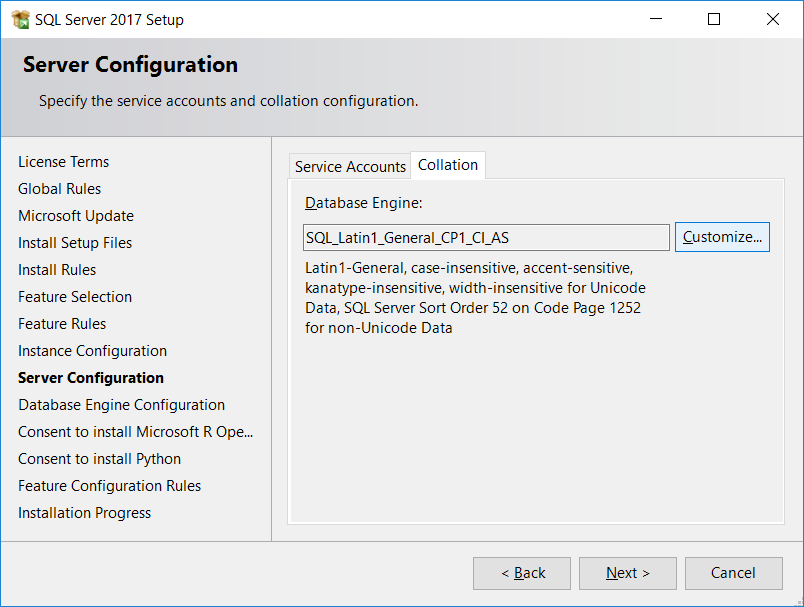 SQL Server 2017 Setup
Server Configuration
Specify the service accounts and collation configuration.
License Terms
Global Rules
Microsoft Update
Install Setup Files
Install Rules
Feature Selection
Feature Rules
Instance Configuration
Server Configuration
Database Engine Configuration
Consent to install Microsoft R Ope...
Consent to install Python
Feature Configuration Rules
Installation Progress
Service Accounts
Collation
Database Engine:
SQL_Latin1_General_CP1_CI_AS
Customize...
Latin1-General, case-insensitive, accent-sensitive,
kanatype-insensitive, width-insensitive for Unicode
Data, SQL Server Sort Order 52 on Code Page 1252
for non-Unicode Data
< Back
Next >
Cancel